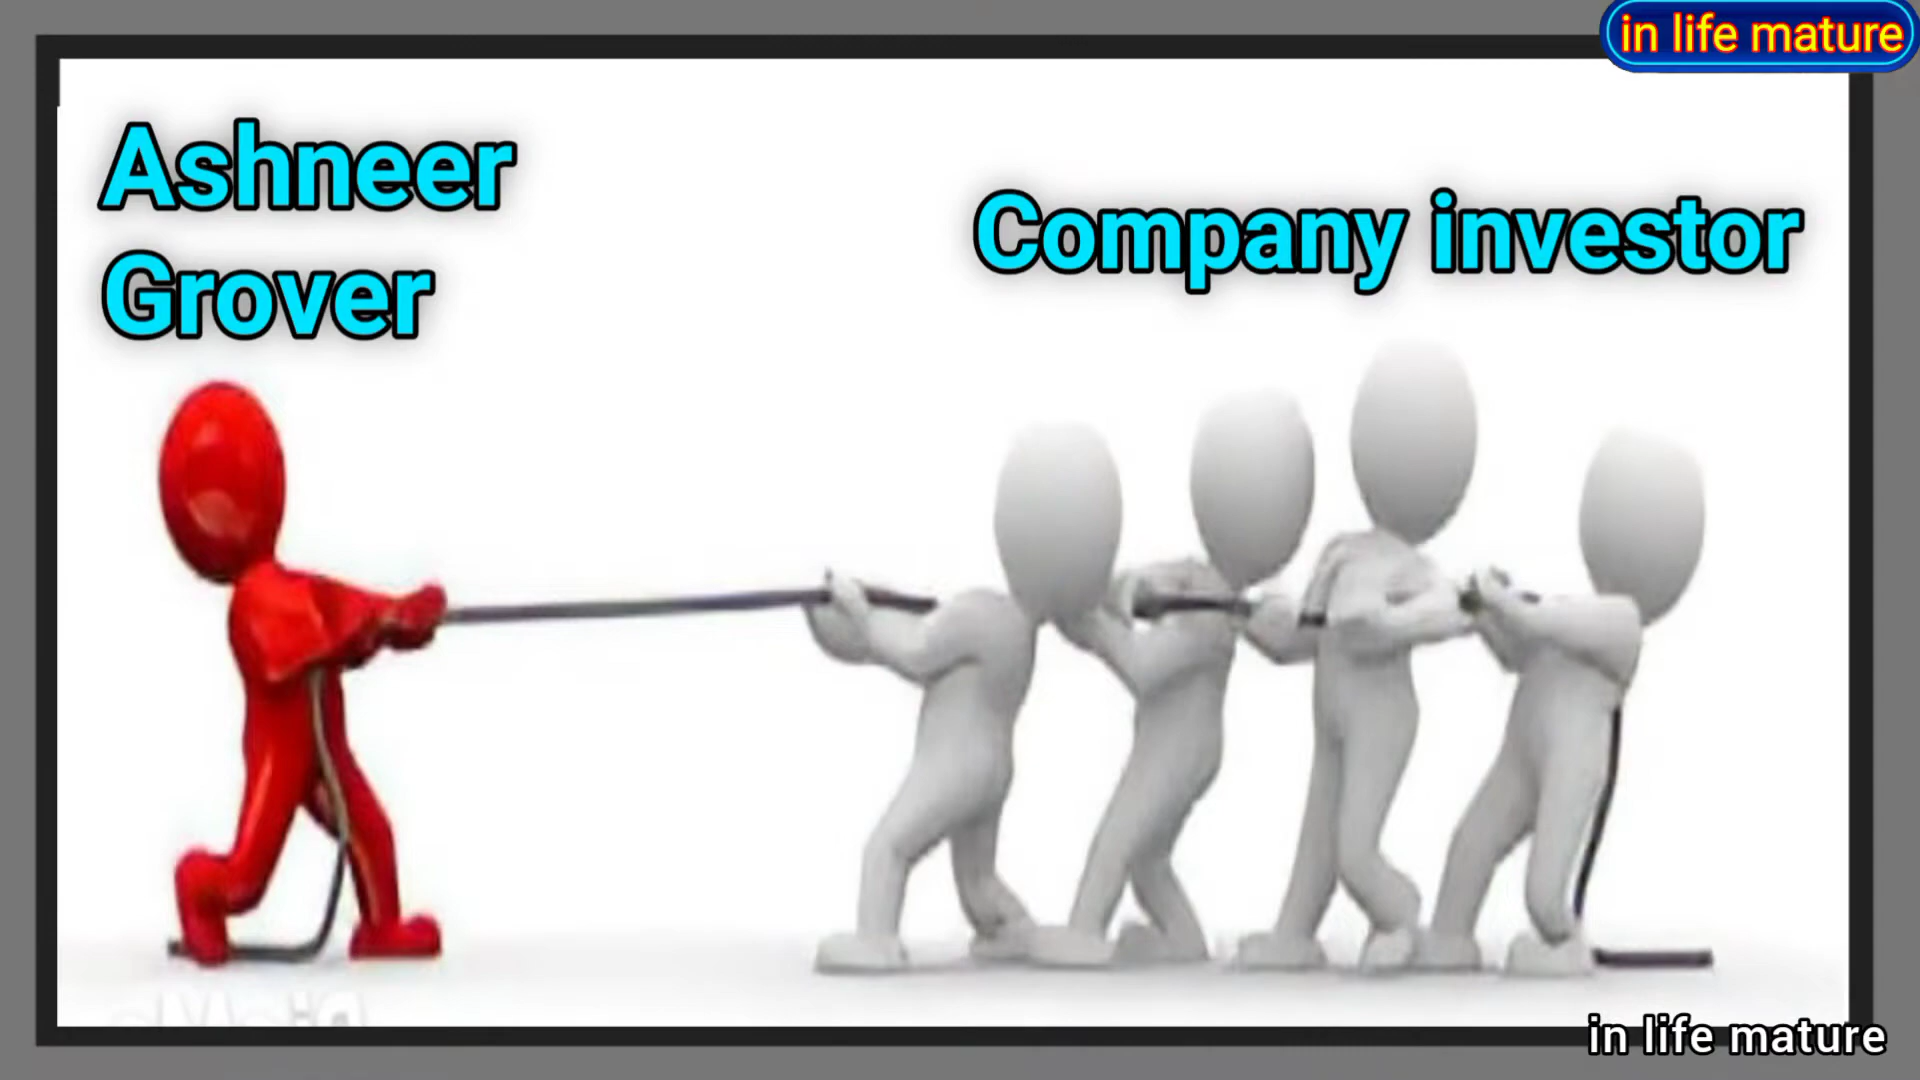 in life mature
Ashneer
Grover
Company investor
in life mature